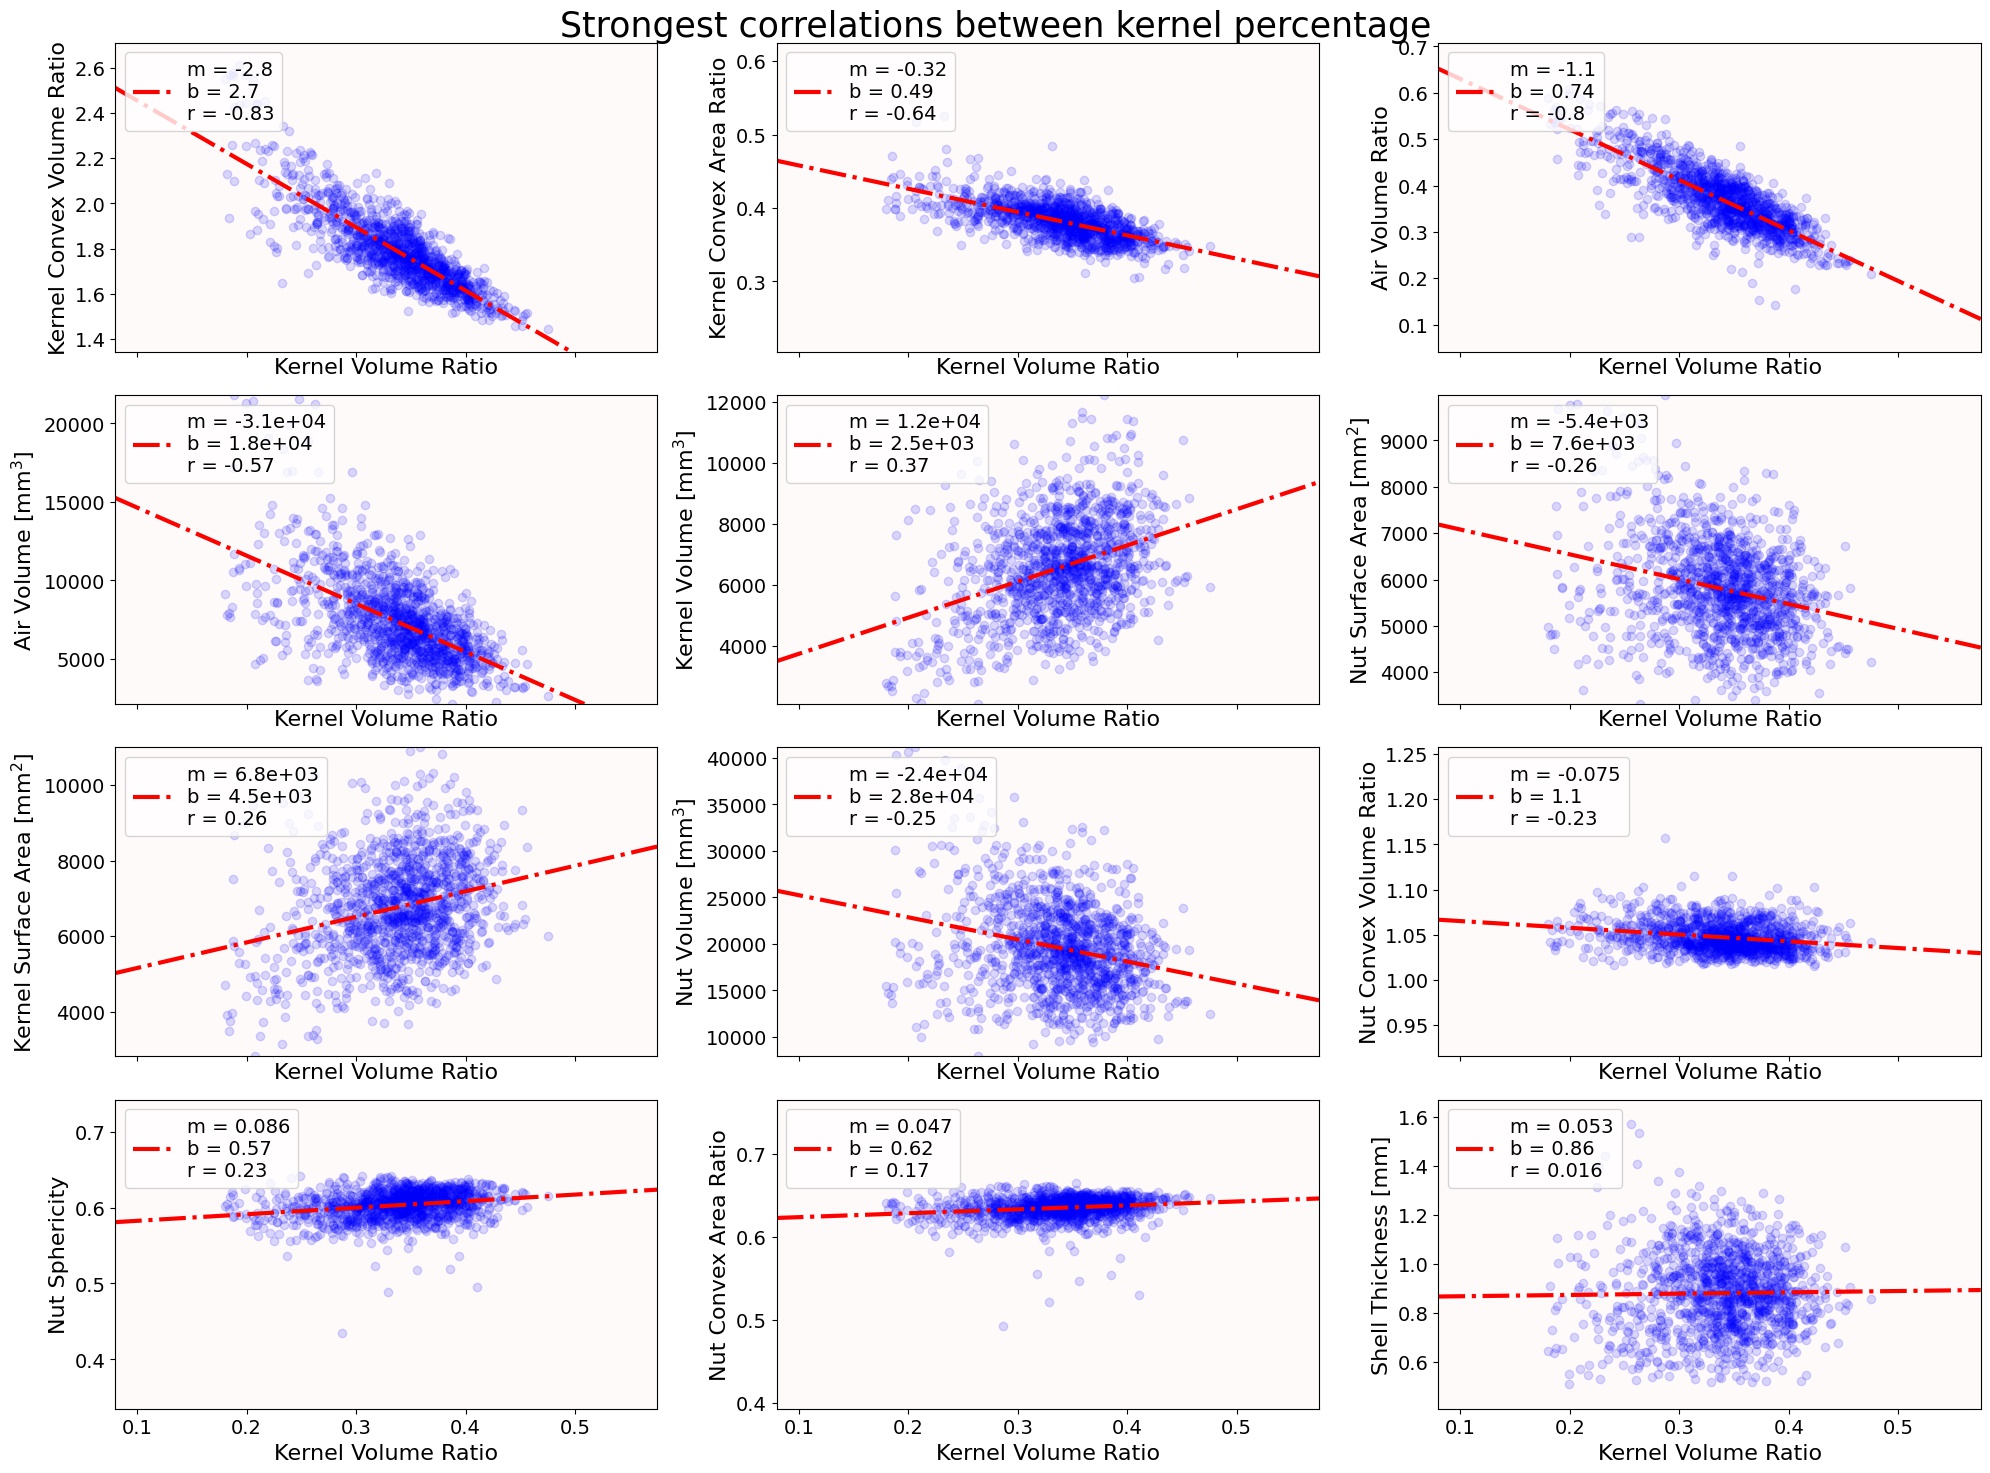 Strongest correlations between kernel percentage
Kernel Convex Volume Ratio
2.6
2.4
2.2
2.0
1.8
1.6
1.4
m = -2.8
b = 2.7
r = -0.83
Kernel Volume Ratio
Kernel Convex Area Ratio
0.6
0.5
0.4
0.3
m = -0.32
b = 0.49
r = -0.64
Kernel Volume Ratio
Air Volume Ratio
0.7
0.6
0.5
0.4
0.3
0.2
0.1
m = -1.1
b = 0.74
r = -0.8
Kernel Volume Ratio
Air Volume [mm³]
20000
15000
10000
5000
m = -3.1e+04
b = 1.8e+04
r = -0.57
Kernel Volume Ratio
Kernel Volume [mm³]
12000
10000
8000
6000
4000
m = 1.2e+04
b = 2.5e+03
r = 0.37
Kernel Volume Ratio
Nut Surface Area [mm²]
9000
8000
7000
6000
5000
4000
m = -5.4e+03
b = 7.6e+03
r = -0.26
Kernel Volume Ratio
Kernel Surface Area [mm²]
10000
8000
6000
4000
m = 6.8e+03
b = 4.5e+03
r = 0.26
Kernel Volume Ratio
Nut Volume [mm³]
40000
35000
30000
25000
20000
15000
10000
m = -2.4e+04
b = 2.8e+04
r = -0.25
Kernel Volume Ratio
Nut Convex Volume Ratio
1.25
1.20
1.15
1.10
1.05
1.00
0.95
m = -0.075
b = 1.1
r = -0.23
Kernel Volume Ratio
Nut Sphericity
0.7
0.6
0.5
0.4
m = 0.086
b = 0.57
r = 0.23
0.1 0.2 0.3 0.4 0.5
Kernel Volume Ratio
Nut Convex Area Ratio
0.7
0.6
0.5
0.4
m = 0.047
b = 0.62
r = 0.17
0.1 0.2 0.3 0.4 0.5
Kernel Volume Ratio
Shell Thickness [mm]
1.6
1.4
1.2
1.0
0.8
0.6
m = 0.053
b = 0.86
r = 0.016
0.1 0.2 0.3 0.4 0.5
Kernel Volume Ratio